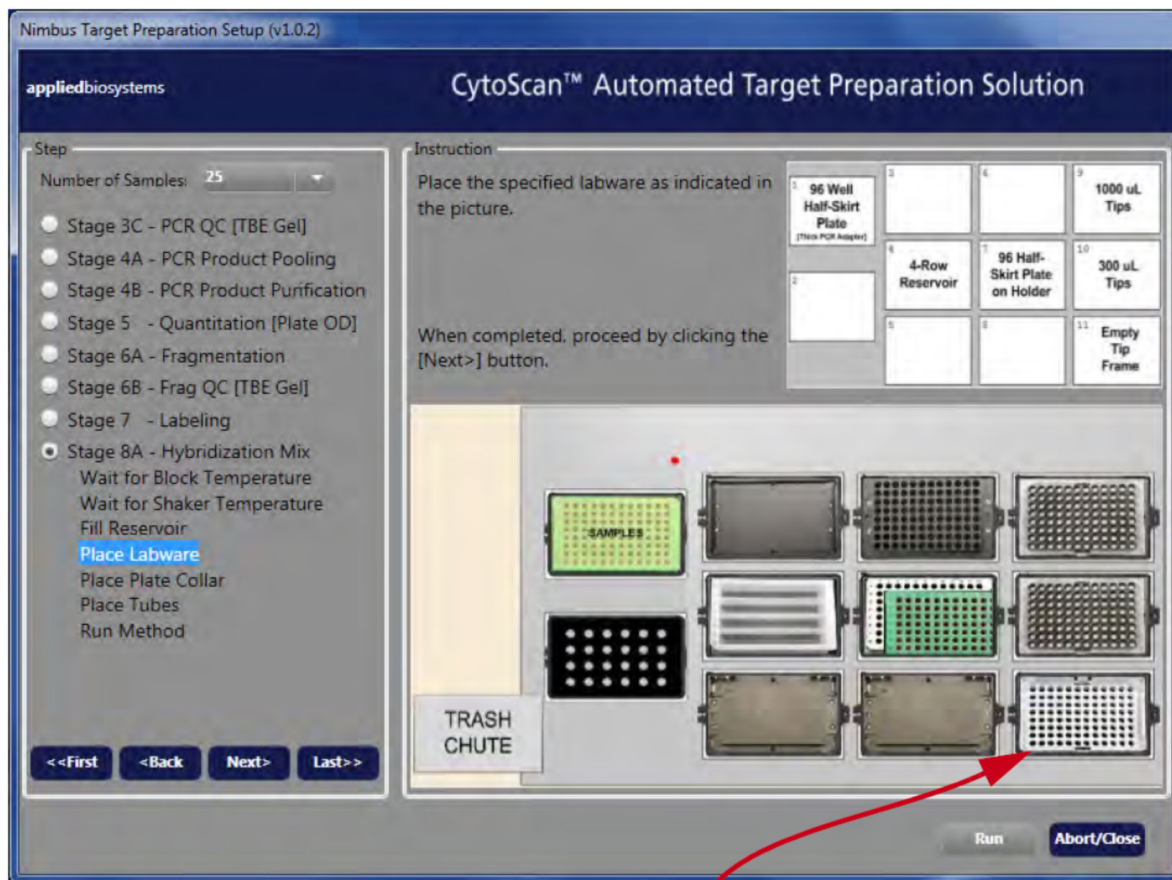 Nimbus Target Preparation Setup (v1.0.2)
appliedbiosystems
CytoScan™ Automated Target Preparation Solution
Step
Number of Samples: 25
Stage 3C - PCR QC [TBE Gel]
Stage 4A - PCR Product Pooling
Stage 4B - PCR Product Purification
Stage 5 - Quantitation [Plate OD]
Stage 6A - Fragmentation
Stage 6B - Frag QC [TBE Gel]
Stage 7 - Labeling
Stage 8A - Hybridization Mix
Wait for Block Temperature
Wait for Shaker Temperature
Fill Reservoir
Place Labware
Place Plate Collar
Place Tubes
Run Method
<<First
<Back
Next>
Last>>
Instruction
Place the specified labware as indicated in
the picture.
When completed, proceed by clicking the
[Next>] button.
1
96 Well
Half-Skirt
Plate
[Thick PCR Adapter]
2
3
4
4-Row
Reservoir
5
6
7
96 Half-
Skirt Plate
on Holder
8
9
1000 uL
Tips
10
300 uL
Tips
11
Empty
Tip
Frame
SAMPLES
TRASH
CHUTE
Run
Abort/Close